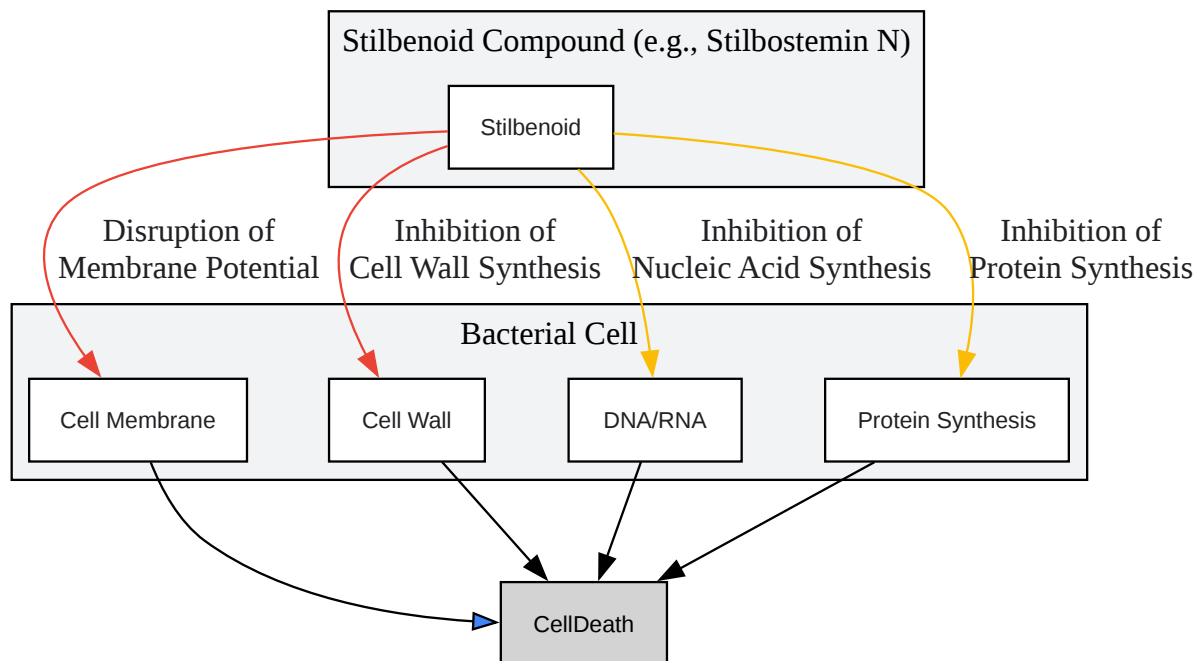 Stilbenoid Compound (e.g., Stilbostemin N)
Stilbenoid
Disruption of
Membrane Potential
Inhibition of
Cell Wall Synthesis
Inhibition of
Nucleic Acid Synthesis
Inhibition of
Protein Synthesis
Bacterial Cell
Cell Membrane
Cell Wall
DNA/RNA
Protein Synthesis
CellDeath